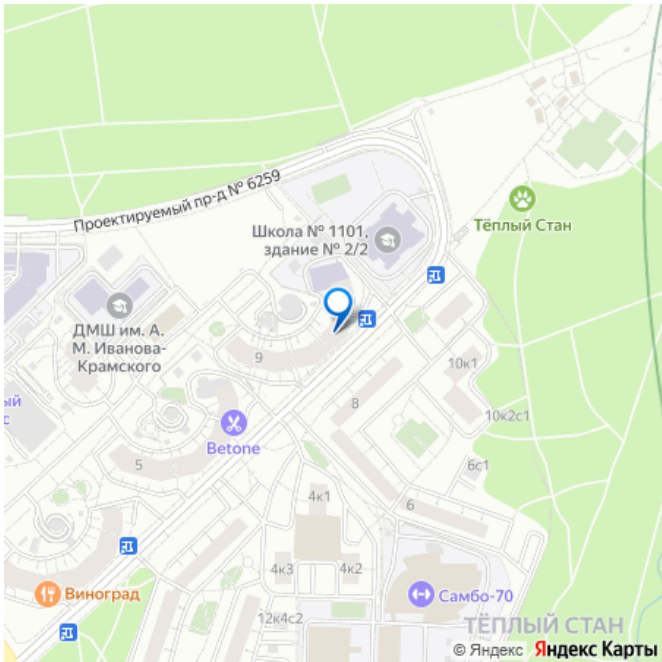 Проектируемый пр-д № 6259
Школа № 1101,
здание № 2/2
Тёплый Стан
ДМШ им. А.
М. Иванова-
Крамского
9
10к1
8
10к2с1
ый
с
Betone
5
6с1
4к1
6
4к3
4к2
Виноград
Самбо-70
12к4с2
ТЁПЛЫЙ СТАН
© Яндекс Яндекс Карты